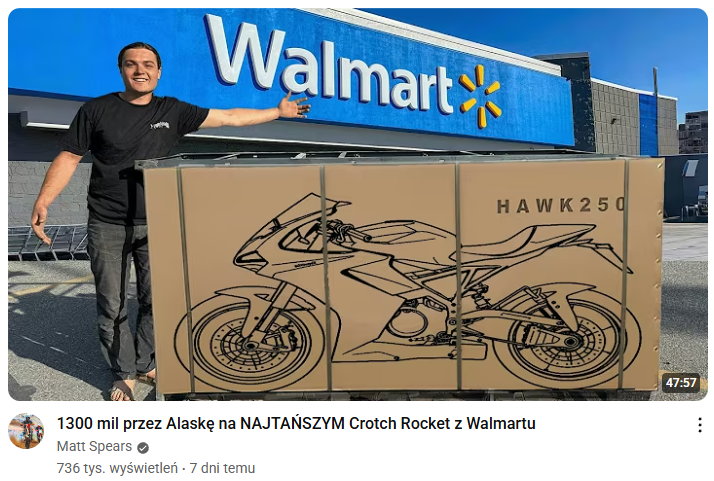 Walmart
HAWK250
47:57
1300 mil przez Alaskę na NAJTAŃSZYM Crotch Rocket z Walmartu
Matt Spears
736 tys. wyświetleń • 7 dni temu